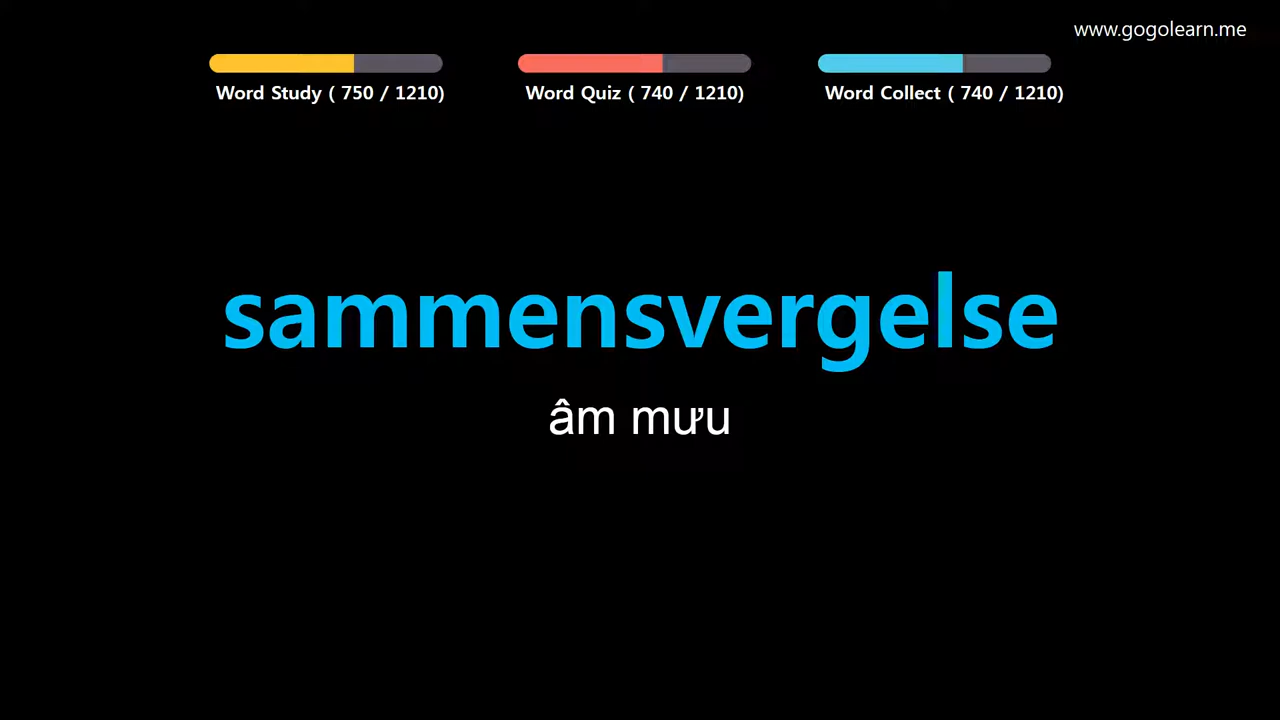 www.gogolearn.me
Word Study ( 750 / 1210)
Word Quiz ( 740 / 1210)
Word Collect ( 740 / 1210)
sammensvergelse
âm mưu